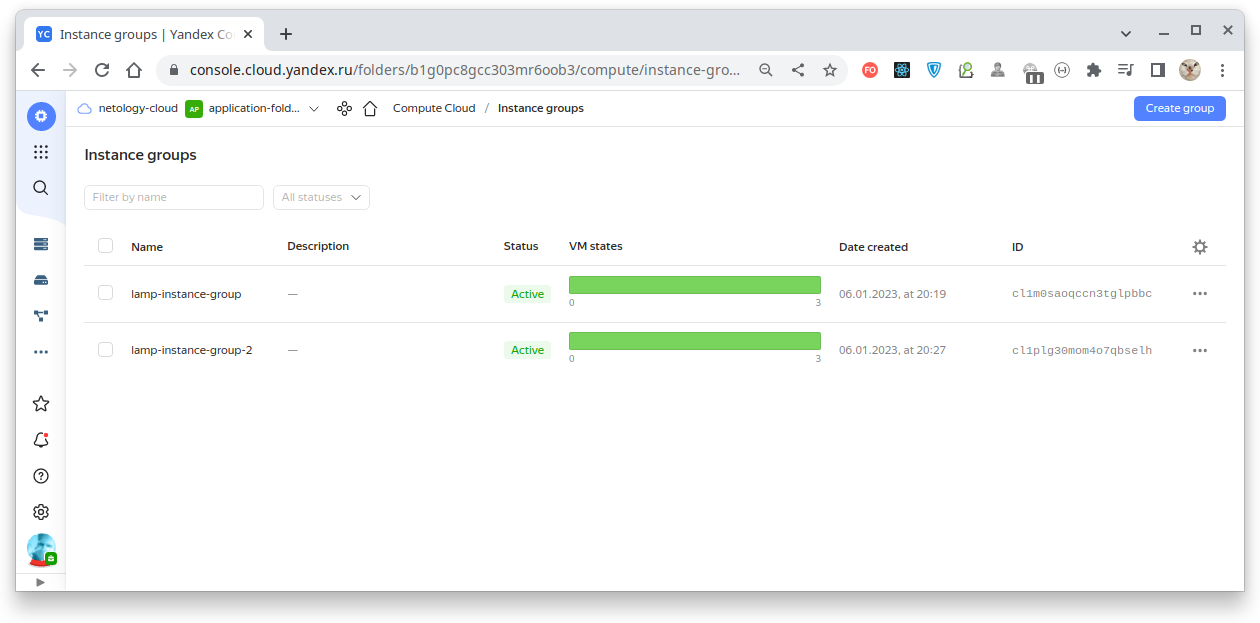 YC Instance groups | Yandex Co
console.cloud.yandex.ru/folders/b1g0pc8gcc303mr6oob3/compute/instance-gro...
FO
netology-cloud AP application-fold... Compute Cloud / Instance groups Create group
Instance groups
Filter by name All statuses
Name Description Status VM states Date created ID
lamp-instance-group — Active 06.01.2023, at 20:19 cl1m0saoqccn3tglpbbc
0 3
lamp-instance-group-2 — Active 06.01.2023, at 20:27 cl1plg30mom4o7qbselh
0 3